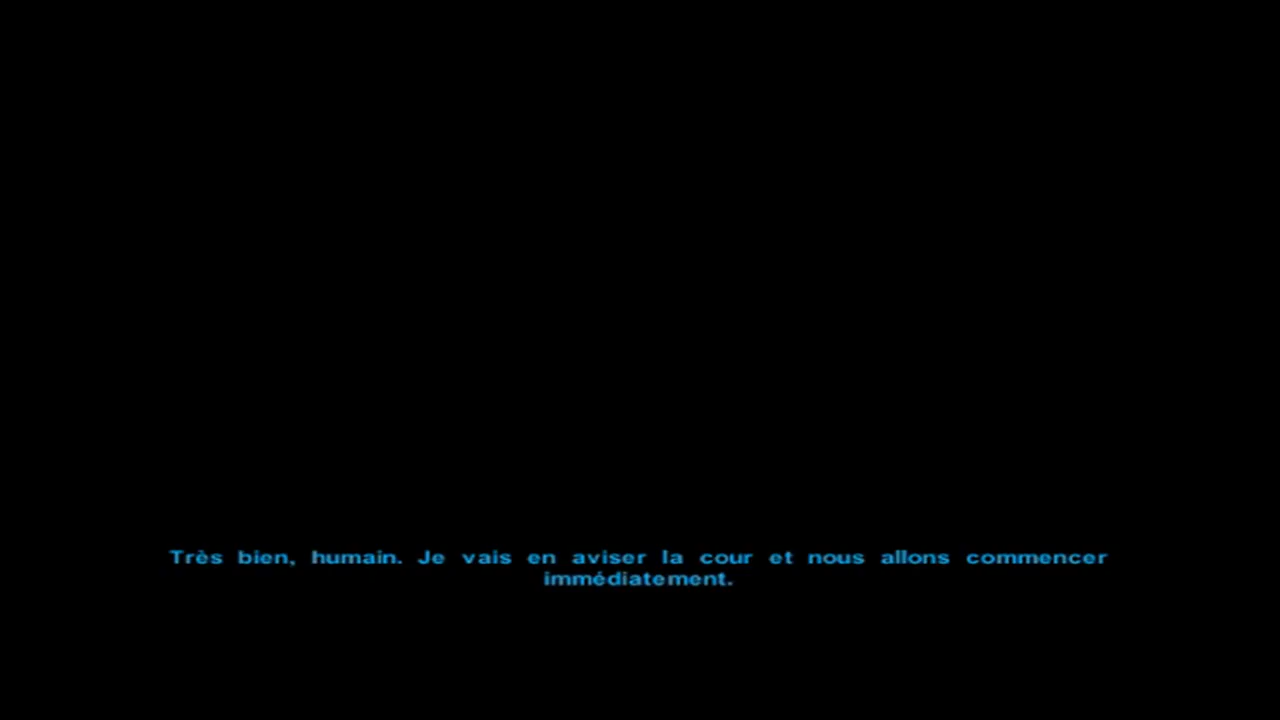 Très bien, humain. Je vais en aviser la cour et nous allons commencer
immédiatement.